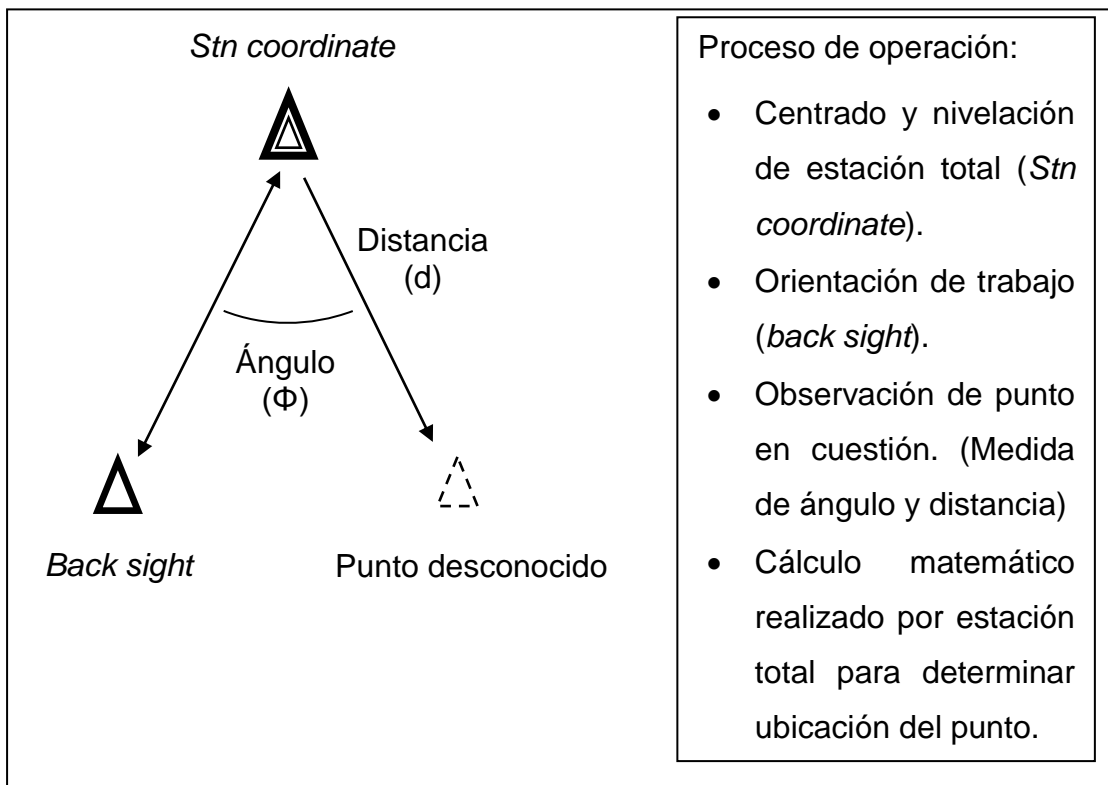 Stn coordinate
Distancia
(d)
Ángulo
(Φ)
Back sight
Punto desconocido
Proceso de operación:
• Centrado y nivelación
de estación total (Stn
coordinate).
• Orientación de trabajo
(back sight).
• Observación de punto
en cuestión. (Medida
de ángulo y distancia)
• Cálculo matemático
realizado por estación
total para determinar
ubicación del punto.